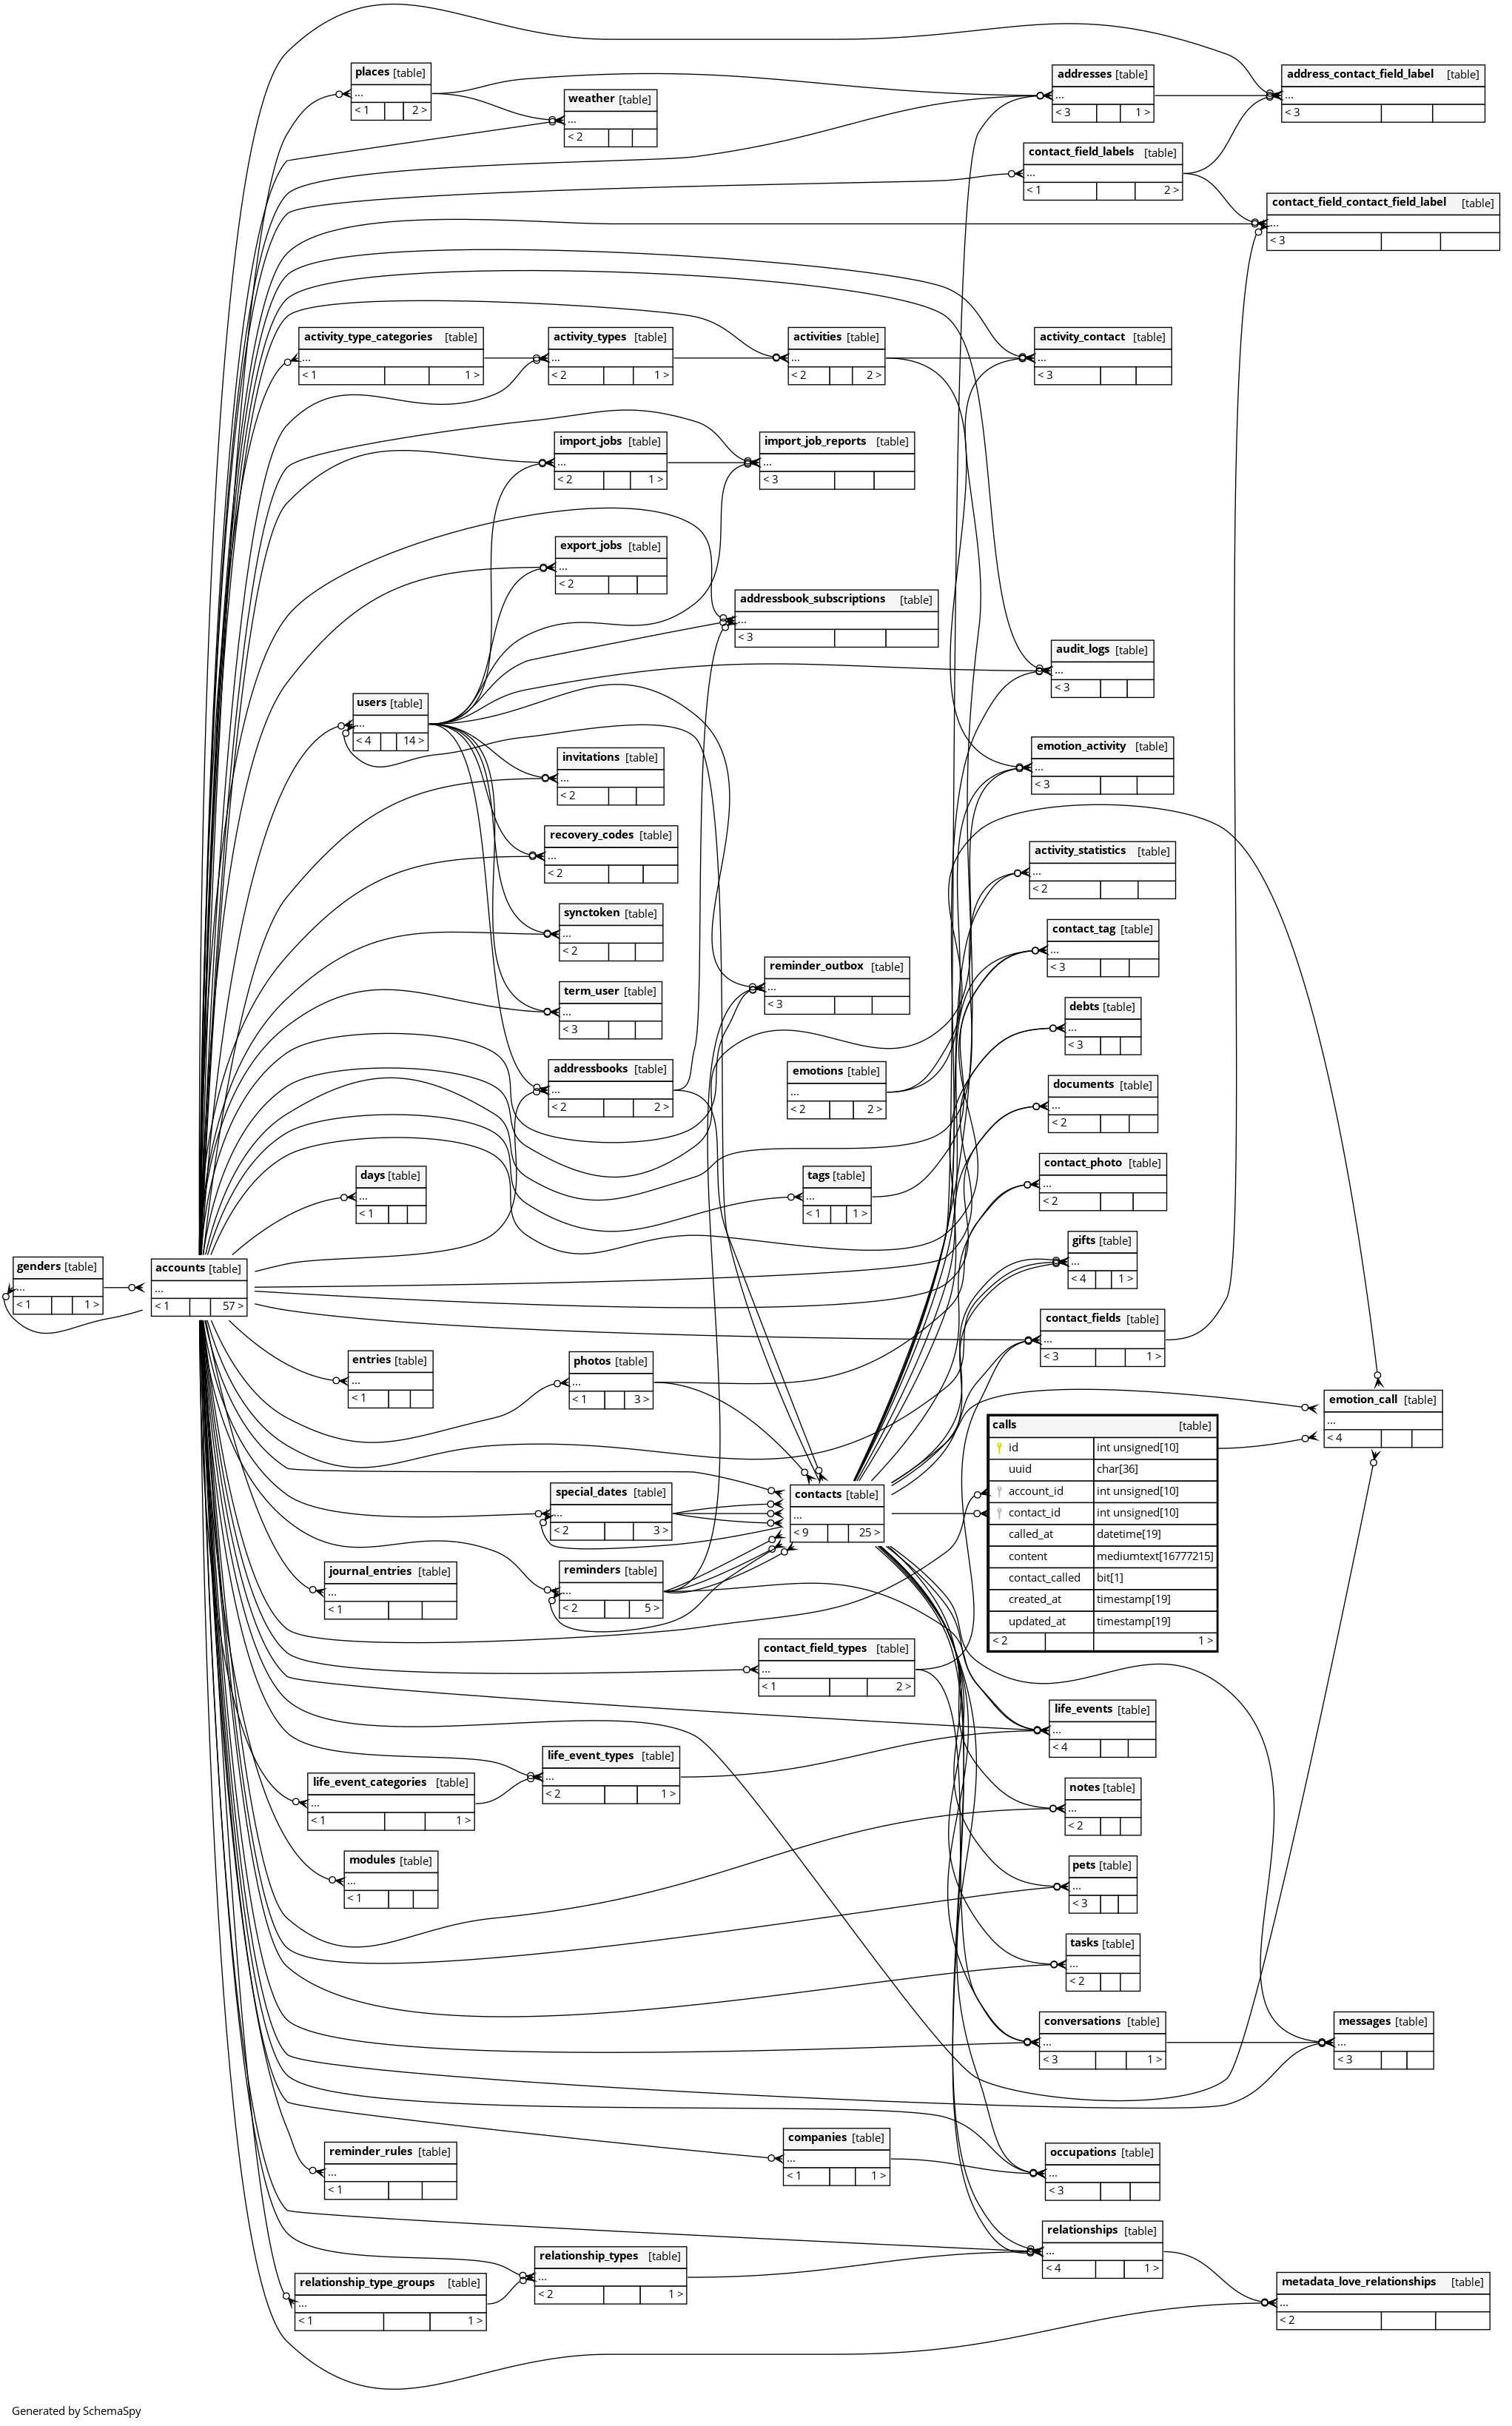 places [table]
...
< 1 2 >
weather [table]
...
< 2
addresses [table]
...
< 3 1 >
address_contact_field_label [table]
...
< 3
contact_field_labels [table]
...
< 1 2 >
contact_field_contact_field_label [table]
...
< 3
activity_type_categories [table]
...
< 1 1 >
activity_types [table]
...
< 2 1 >
activities [table]
...
< 2 2 >
activity_contact [table]
...
< 3
import_jobs [table]
...
< 2 1 >
import_job_reports [table]
...
< 3
export_jobs [table]
...
< 2
addressbook_subscriptions [table]
...
< 3
audit_logs [table]
...
< 3
users [table]
...
< 4 14 >
invitations [table]
...
< 2
emotion_activity [table]
...
< 3
recovery_codes [table]
...
< 2
activity_statistics [table]
...
< 2
synctoken [table]
...
< 2
contact_tag [table]
...
< 3
reminder_outbox [table]
...
< 3
term_user [table]
...
< 3
debts [table]
...
< 3
addressbooks [table]
...
< 2 2 >
emotions [table]
...
< 2 2 >
documents [table]
...
< 2
days [table]
...
< 1
tags [table]
...
< 1 1 >
contact_photo [table]
...
< 2
gifts [table]
...
< 4 1 >
genders [table]
...
< 1 1 >
accounts [table]
...
< 1 57 >
contact_fields [table]
...
< 3 1 >
entries [table]
...
< 1
photos [table]
...
< 1 3 >
emotion_call [table]
...
< 4
calls [table]
id int unsigned[10]
uuid char[36]
account_id int unsigned[10]
contact_id int unsigned[10]
called_at datetime[19]
content mediumtext[16777215]
contact_called bit[1]
created_at timestamp[19]
updated_at timestamp[19]
< 2 1 >
special_dates [table]
...
< 2 3 >
contacts [table]
...
< 9 25 >
journal_entries [table]
...
< 1
reminders [table]
...
< 2 5 >
contact_field_types [table]
...
< 1 2 >
life_events [table]
...
< 4
life_event_types [table]
...
< 2 1 >
life_event_categories [table]
...
< 1 1 >
notes [table]
...
< 2
modules [table]
...
< 1
pets [table]
...
< 3
tasks [table]
...
< 2
conversations [table]
...
< 3 1 >
messages [table]
...
< 3
companies [table]
...
< 1 1 >
reminder_rules [table]
...
< 1
occupations [table]
...
< 3
relationships [table]
...
< 4 1 >
relationship_types [table]
...
< 2 1 >
relationship_type_groups [table]
...
< 1 1 >
metadata_love_relationships [table]
...
< 2
Generated by SchemaSpy